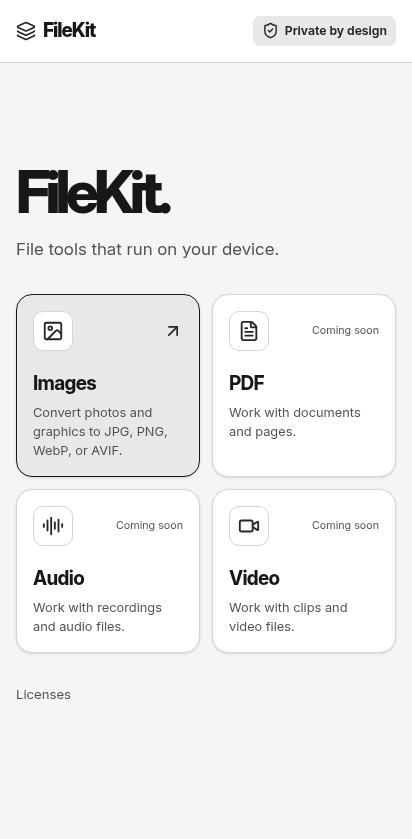 FileKit
Private by design
FileKit.
File tools that run on your device.
Images
Convert photos and
graphics to JPG, PNG,
WebP, or AVIF.
Coming soon
PDF
Work with documents
and pages.
Coming soon
Audio
Work with recordings
and audio files.
Coming soon
Video
Work with clips and
video files.
Licenses